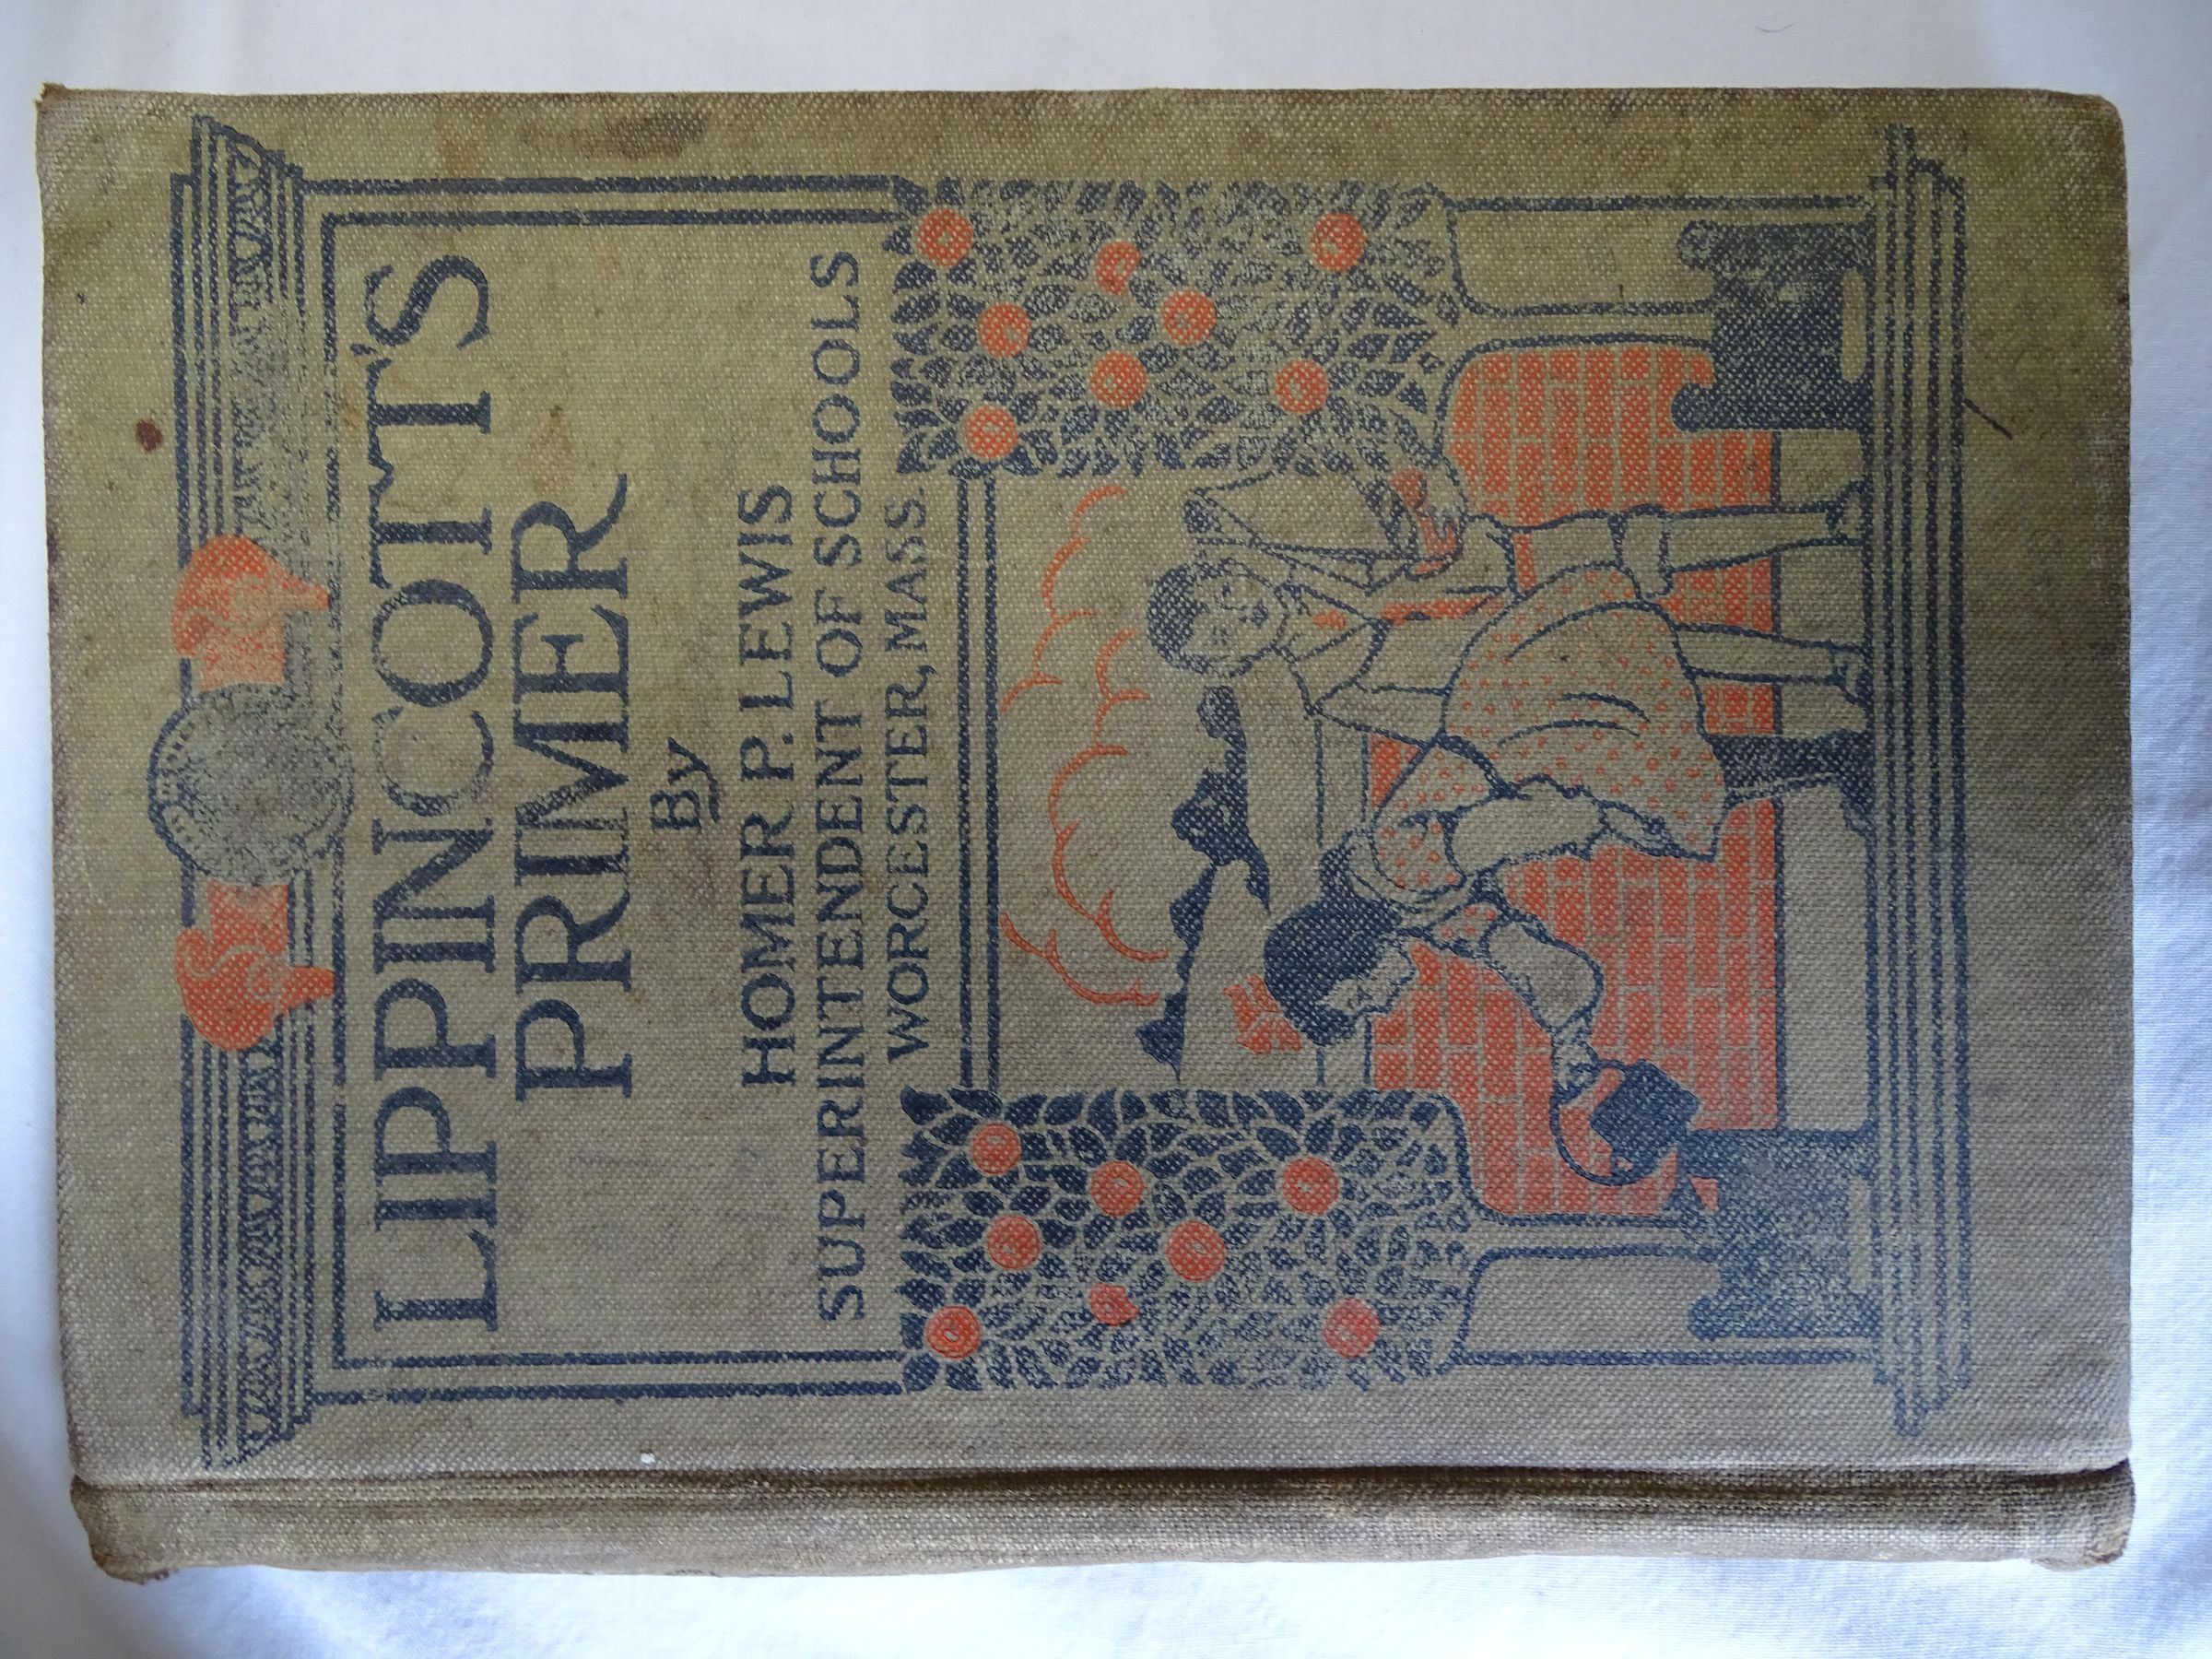 LIPPINCOTT'S
PRIMER
By
HOMER P. LEWIS
SUPERINTENDENT OF SCHOOLS
WORCESTER, MASS.